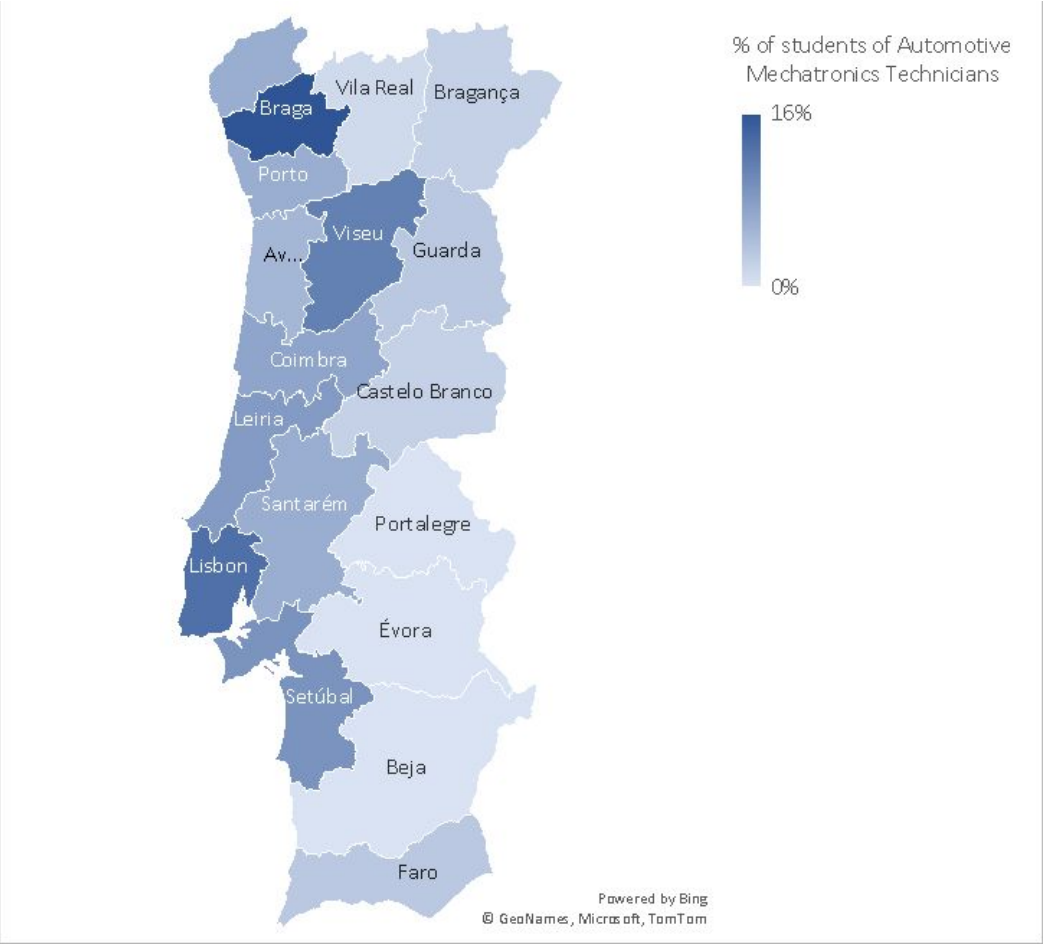 % of students of Automotive
Mechatronics Technicians
16%
0%
Vila Real
Bragança
Braga
Porto
Viseu
Av...
Guarda
Coimbra
Castelo Branco
Leiria
Santarém
Portalegre
Lisbon
Évora
Setúbal
Beja
Faro
Powered by Bing
© GeoNames, Microsoft, TomTom